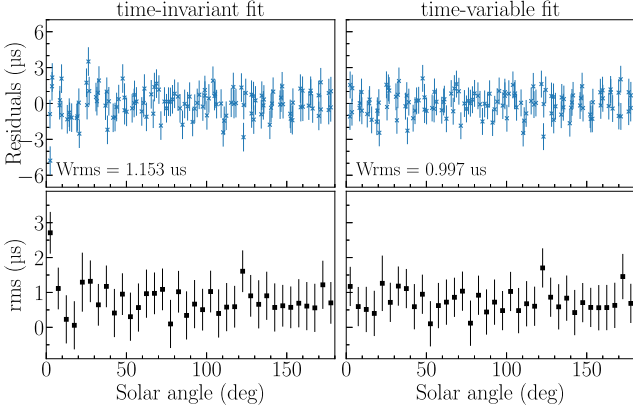 time-invariant fit
time-variable fit
Residuals (µs)
6
3
0
−3
−6
Wrms = 1.153 us
Wrms = 0.997 us
rms (µs)
3
2
1
0
0 50 100 150
0 50 100 150
Solar angle (deg)
Solar angle (deg)